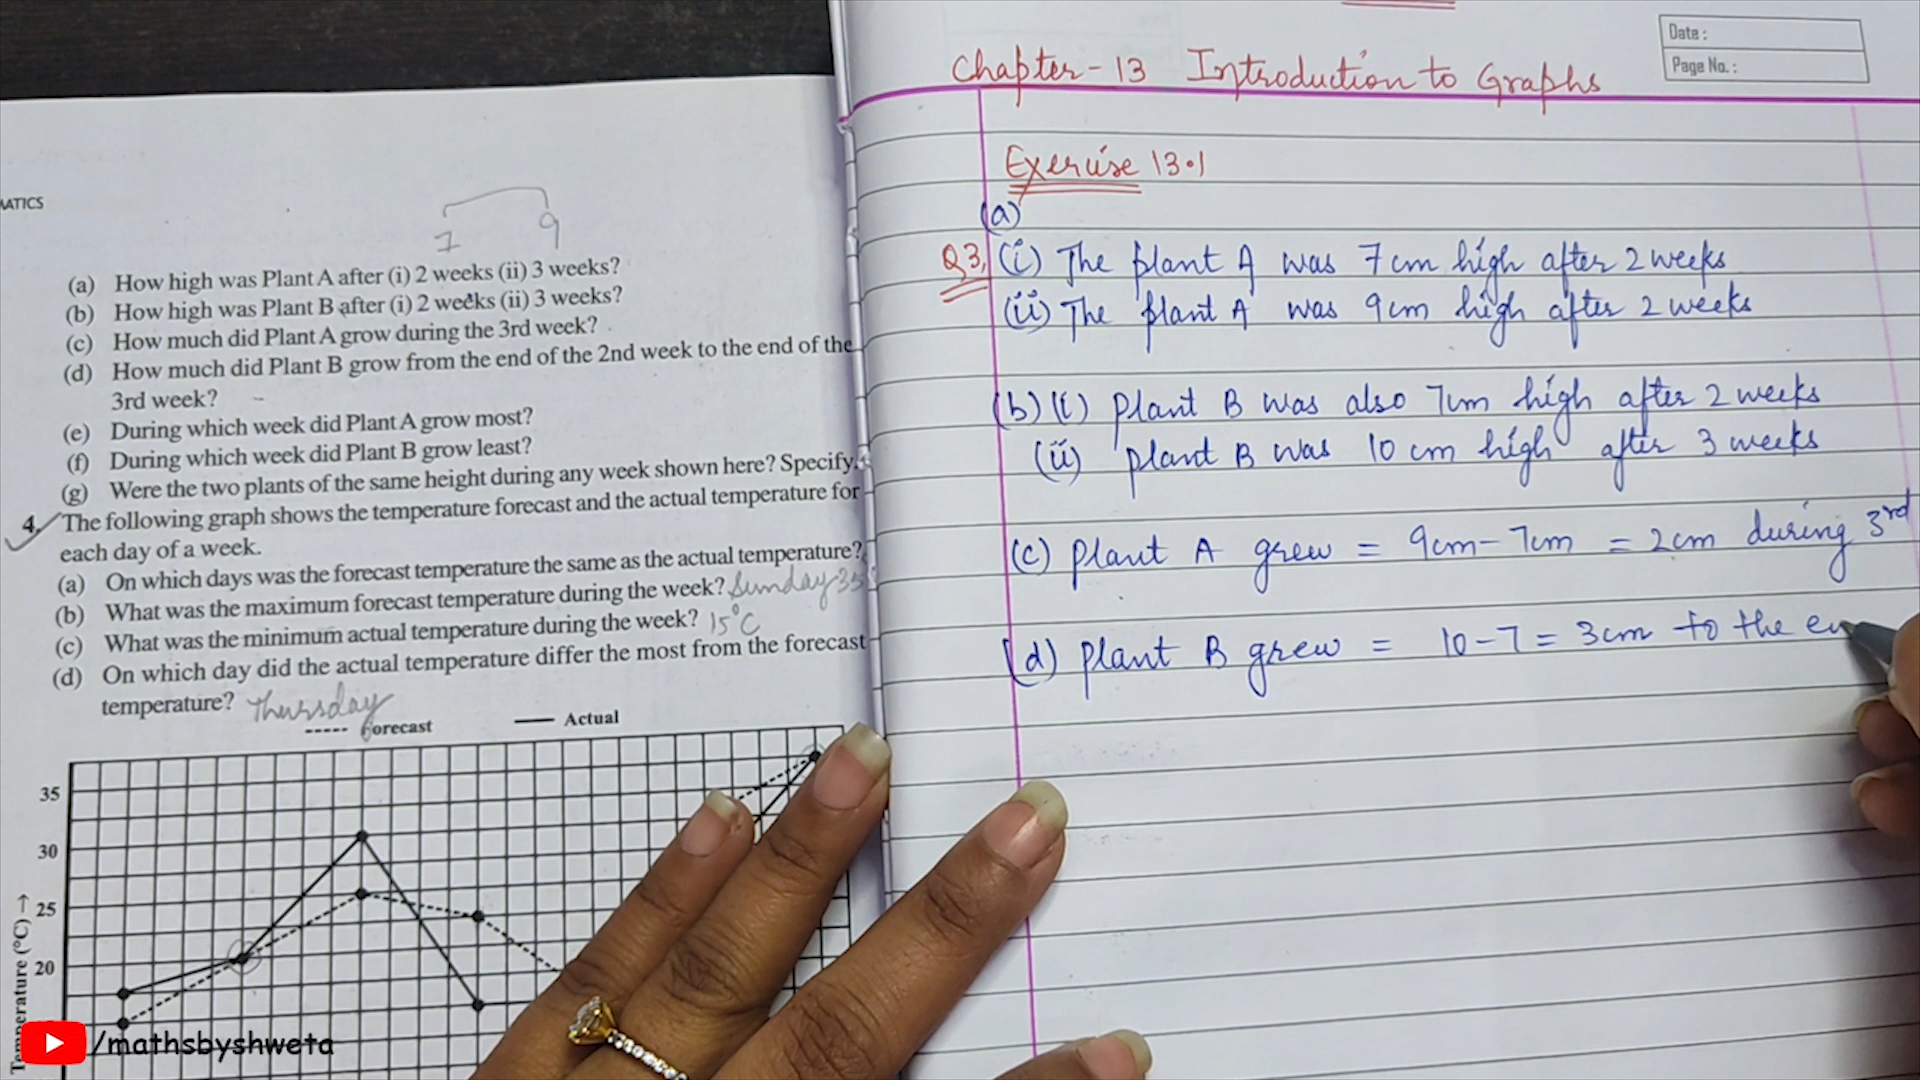 MATICS
7 9
(a) How high was Plant A after (i) 2 weeks (ii) 3 weeks?
(b) How high was Plant B after (i) 2 weeks (ii) 3 weeks?
(c) How much did Plant A grow during the 3rd week?
(d) How much did Plant B grow from the end of the 2nd week to the end of the
3rd week?
(e) During which week did Plant A grow most?
(f) During which week did Plant B grow least?
(g) Were the two plants of the same height during any week shown here? Specify.
4. The following graph shows the temperature forecast and the actual temperature for
each day of a week.
(a) On which days was the forecast temperature the same as the actual temperature?
(b) What was the maximum forecast temperature during the week? Sunday 35
(c) What was the minimum actual temperature during the week? 15°C
(d) On which day did the actual temperature differ the most from the forecast
temperature? Thursday
Forecast Actual
35
30
25
20
Temperature (°C) →
/mathsbyshweta
Date :
Page No. :
Chapter - 13 Introduction to Graphs
Exercise 13.1
(a)
Q3. (i) The plant A was 7cm high after 2 weeks
(ii) The plant A was 9cm high after 2 weeks
(b) (i) plant B was also 7cm high after 2 weeks
(ii) plant B was 10 cm high after 3 weeks
(c) plant A grew = 9cm - 7cm = 2cm during 3rd
(d) plant B grew = 10 - 7 = 3cm to the en